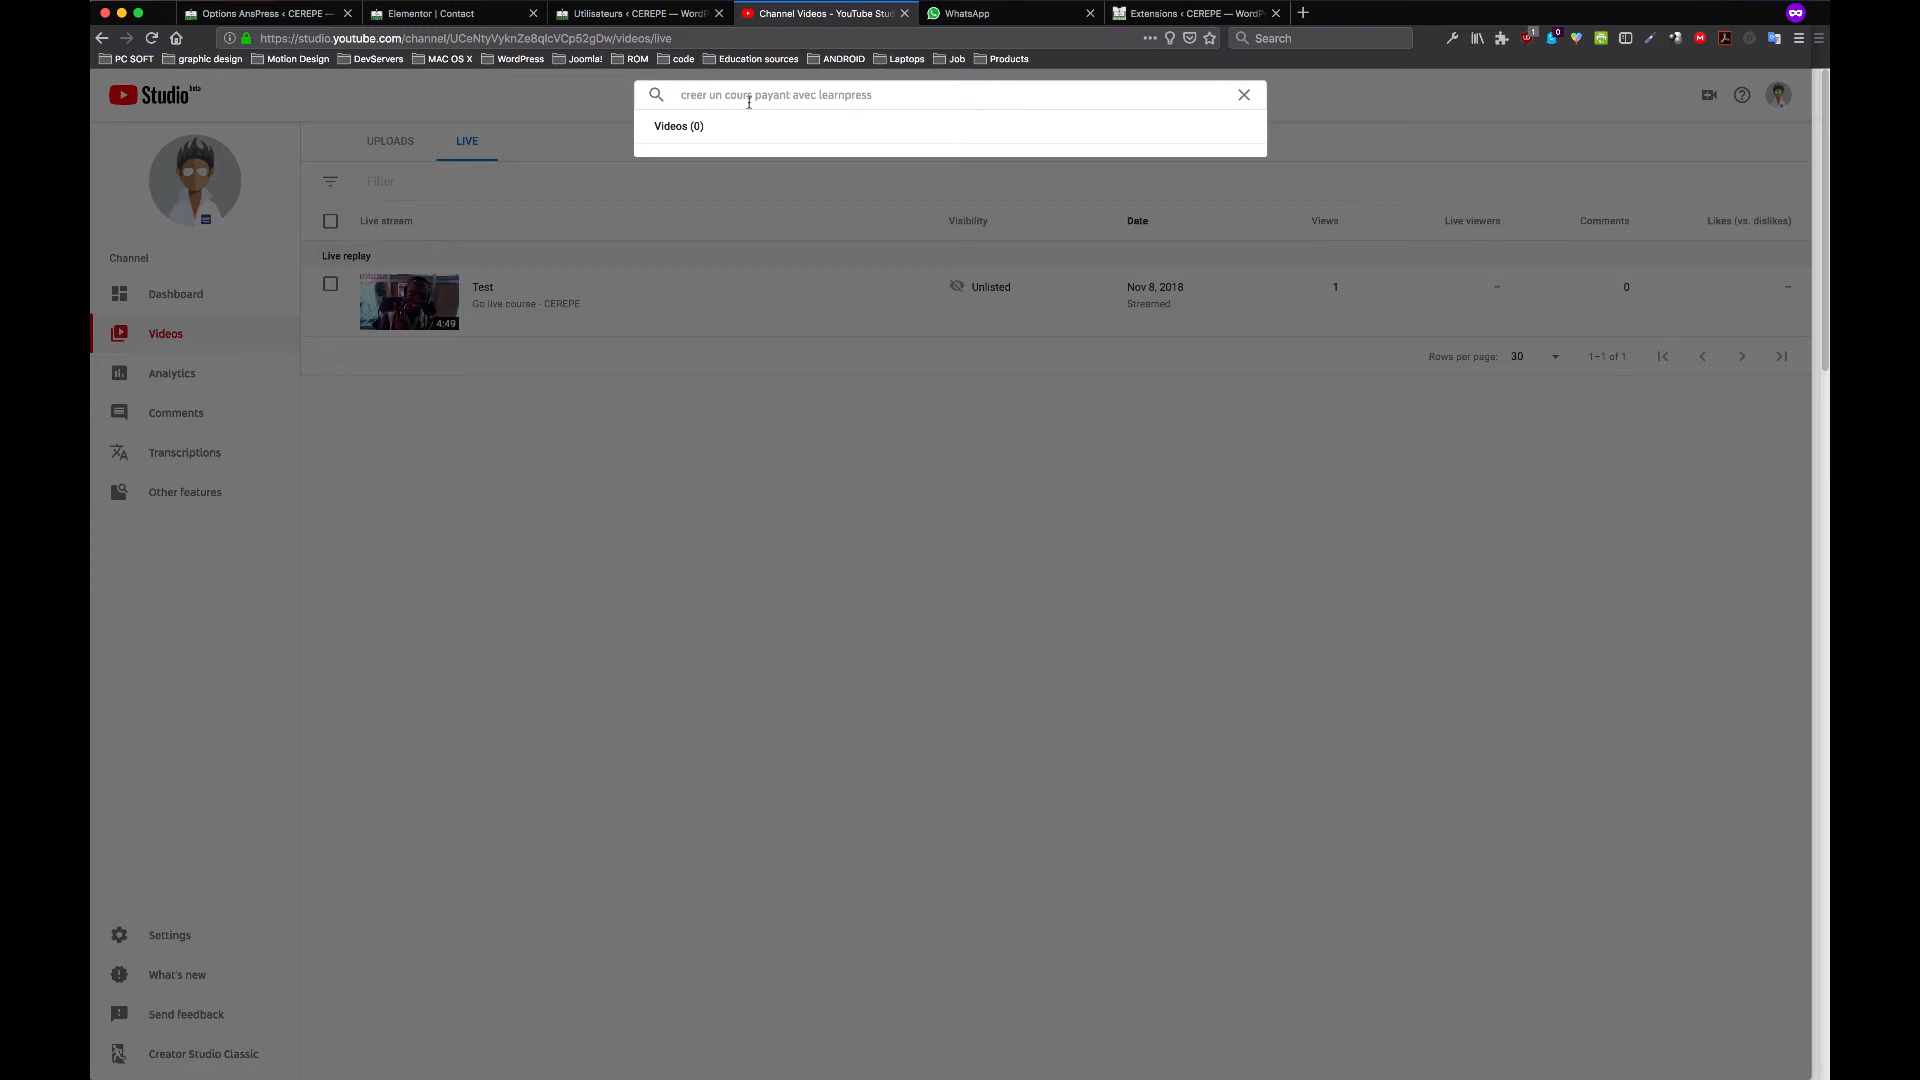 Options AnsPress ‹ CEREPE —
Elementor | Contact
Utilisateurs ‹ CEREPE — WordP
Channel Videos - YouTube Stud
WhatsApp
Extensions ‹ CEREPE — WordP
https://studio.youtube.com/channel/UCeNtyVyknZe8qIcVCp52gDw/videos/live
Search
1
0
PC SOFT
graphic design
Motion Design
DevServers
MAC OS X
WordPress
Joomla!
ROM
code
Education sources
ANDROID
Laptops
Job
Products
Studio beta
creer un cours payant avec learnpress
Videos (0)
UPLOADS
LIVE
Filter
Live stream
Visibility
Date
Views
Live viewers
Comments
Likes (vs. dislikes)
Channel
Live replay
Test
Go live course - CEREPE
4:49
Unlisted
Nov 8, 2018
Streamed
1
–
0
–
Rows per page: 30
1–1 of 1
Dashboard
Videos
Analytics
Comments
Transcriptions
Other features
Settings
What's new
Send feedback
Creator Studio Classic